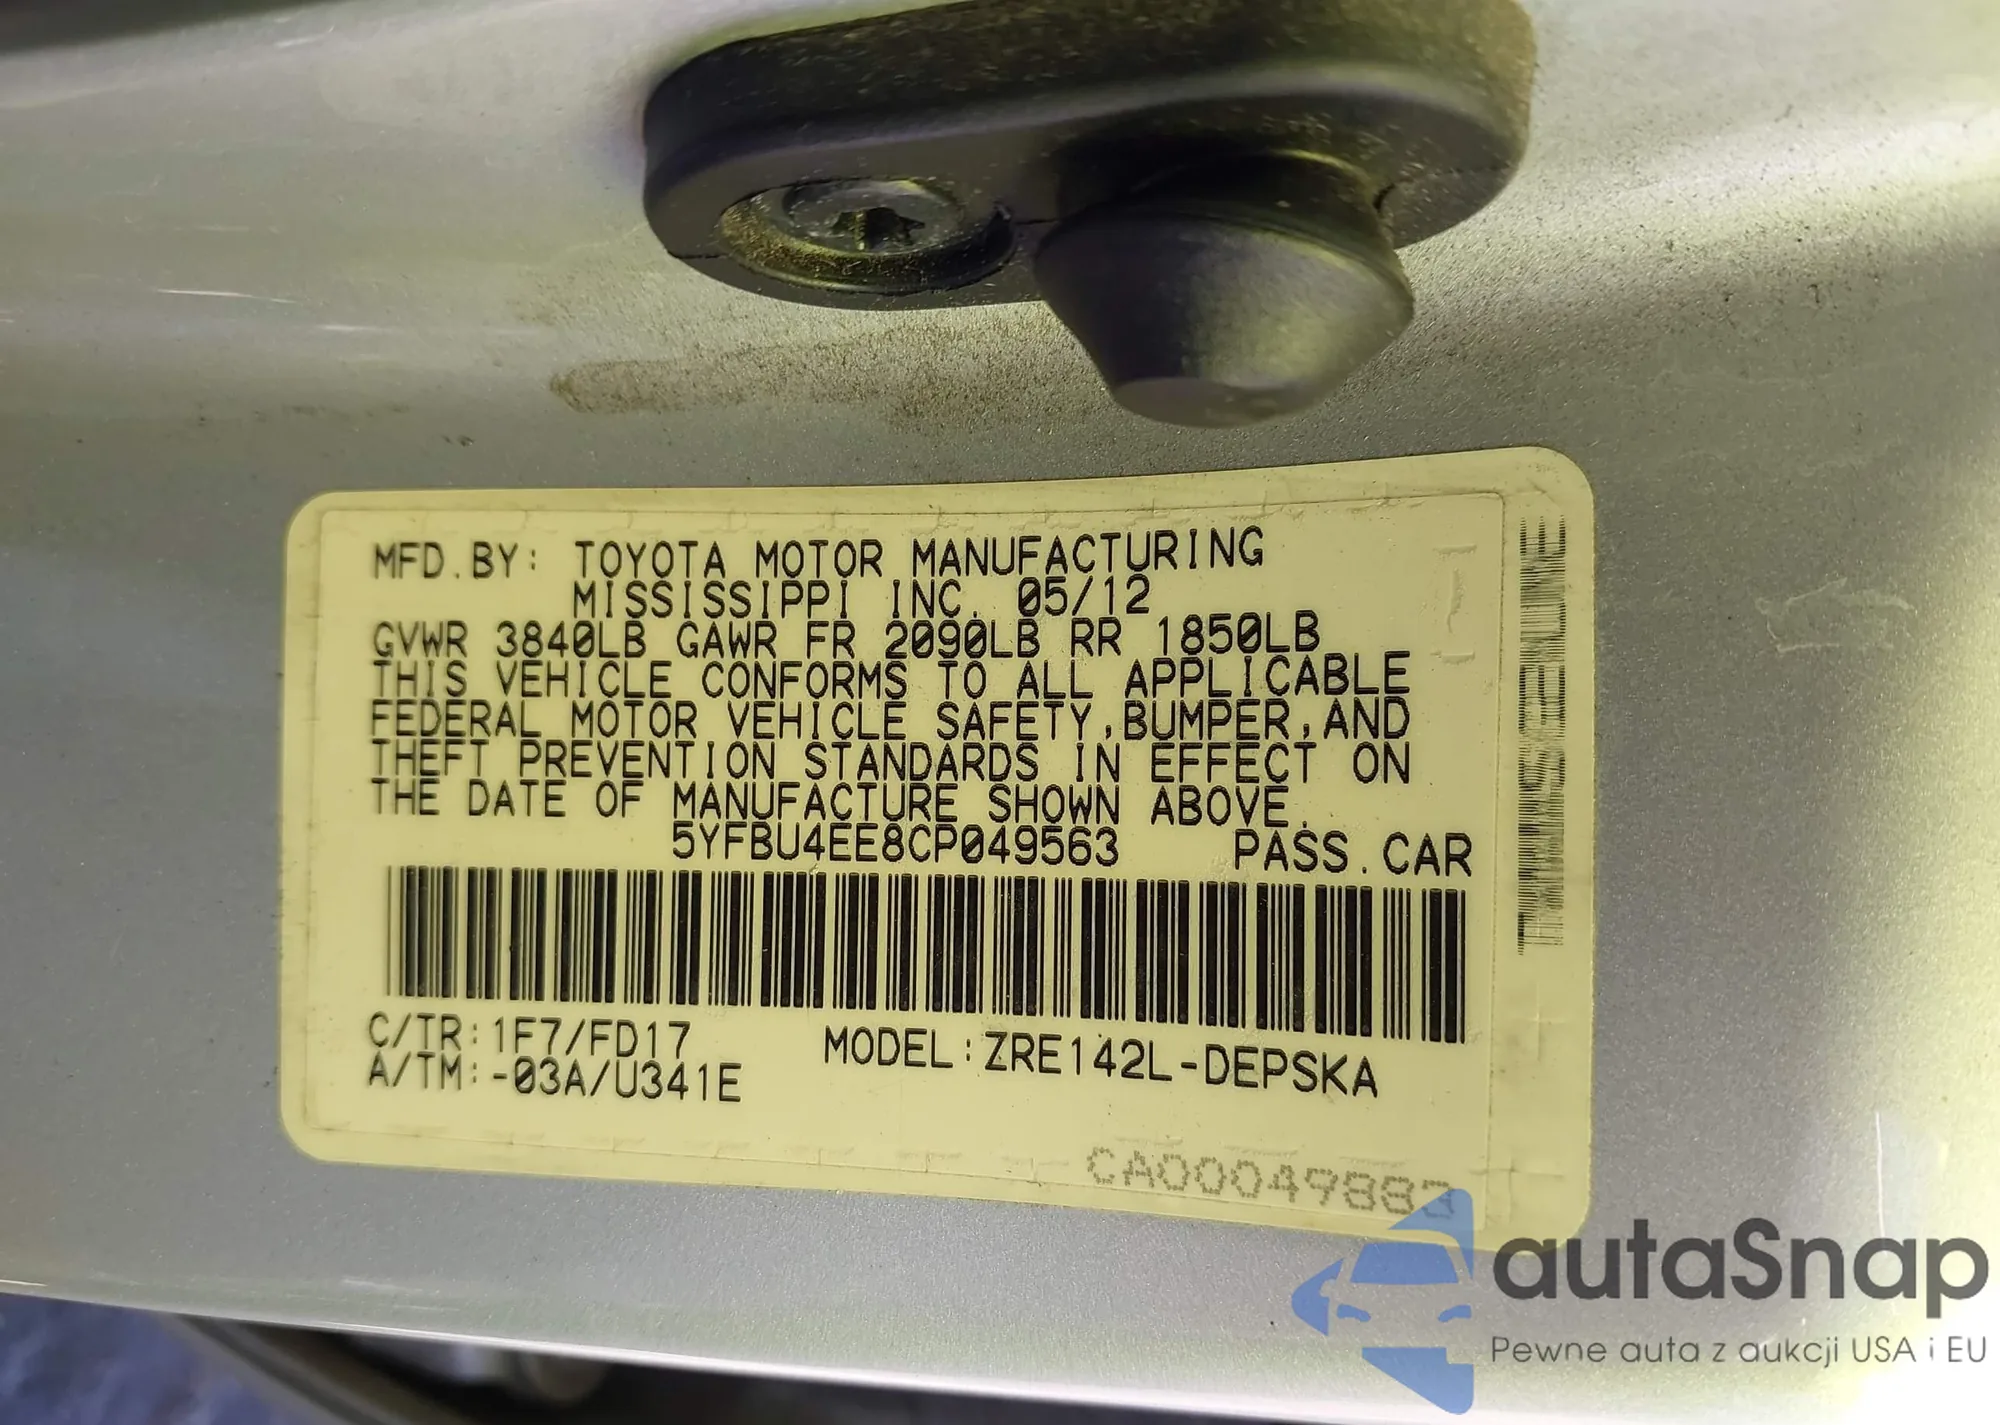 MFD.BY: TOYOTA MOTOR MANUFACTURING
MISSISSIPPI INC. 05/12
GVWR 3840LB GAWR FR 2090LB RR 1850LB
THIS VEHICLE CONFORMS TO ALL APPLICABLE
FEDERAL MOTOR VEHICLE SAFETY,BUMPER,AND
THEFT PREVENTION STANDARDS IN EFFECT ON
THE DATE OF MANUFACTURE SHOWN ABOVE.
5YFBU4EE8CP049563 PASS.CAR
C/TR:1F7/FD17 MODEL:ZRE142L-DEPSKA
A/TM:-03A/U341E
CA00049883
autaSnap
Pewne auta z aukcji USA i EU